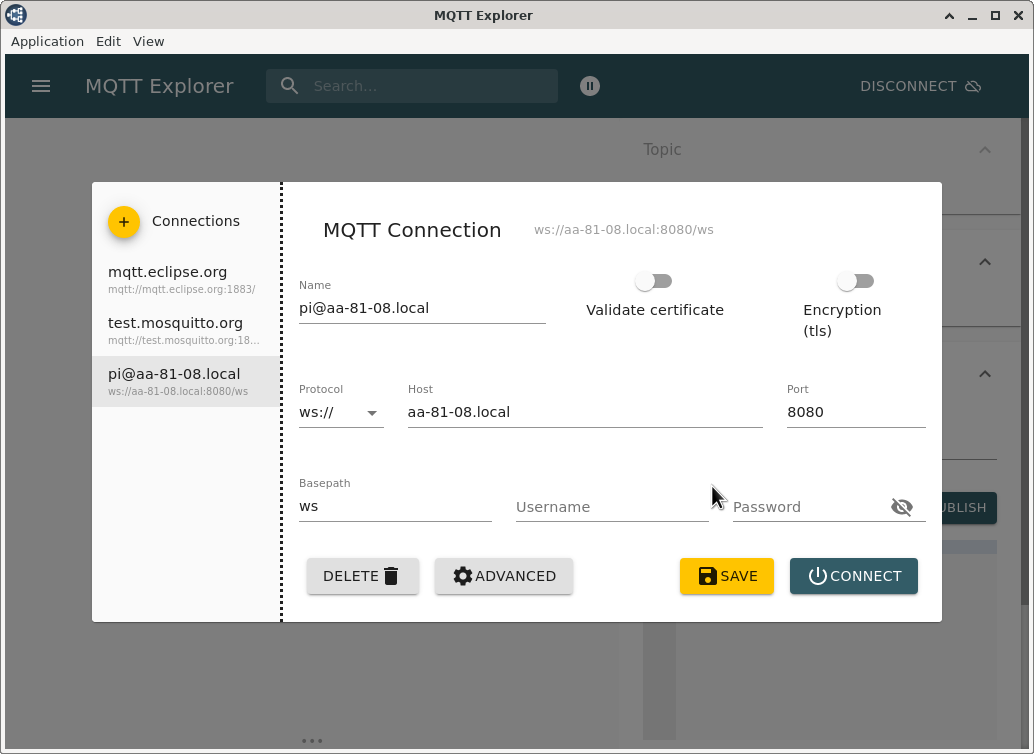 MQTT Explorer
Application Edit View
MQTT Explorer Search... DISCONNECT
Topic
+ Connections
MQTT Connection ws://aa-81-08.local:8080/ws
mqtt.eclipse.org
mqtt://mqtt.eclipse.org:1883/
test.mosquitto.org
mqtt://test.mosquitto.org:18...
pi@aa-81-08.local
ws://aa-81-08.local:8080/ws
Name
pi@aa-81-08.local
Validate certificate
Encryption
(tls)
Protocol Host Port
ws:// aa-81-08.local 8080
Basepath
ws Username Password
UBLISH
DELETE ADVANCED SAVE CONNECT
...